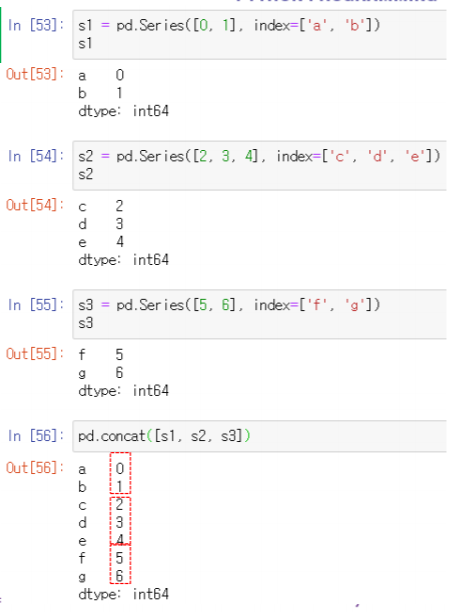 In [53]: s1 = pd.Series([0, 1], index=['a', 'b'])
s1
Out[53]: a 0
b 1
dtype: int64
In [54]: s2 = pd.Series([2, 3, 4], index=['c', 'd', 'e'])
s2
Out[54]: c 2
d 3
e 4
dtype: int64
In [55]: s3 = pd.Series([5, 6], index=['f', 'g'])
s3
Out[55]: f 5
g 6
dtype: int64
In [56]: pd.concat([s1, s2, s3])
Out[56]: a 0
b 1
c 2
d 3
e 4
f 5
g 6
dtype: int64